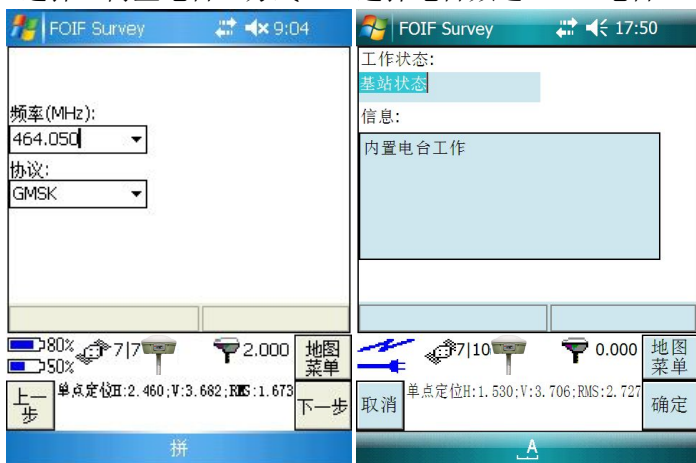 FOIF Survey
9:04
频率(MHz):
464.050
协议:
GMSK
80%
50%
7|7
2.000
地图
菜单
上一
步
单点定位H:2.460;V:3.682;RMS:1.673
下一步
拼
FOIF Survey
17:50
工作状态:
基站状态
信息:
内置电台工作
7|10
0.000
地图
菜单
取消
单点定位H:1.530;V:3.706;RMS:2.727
确定
A